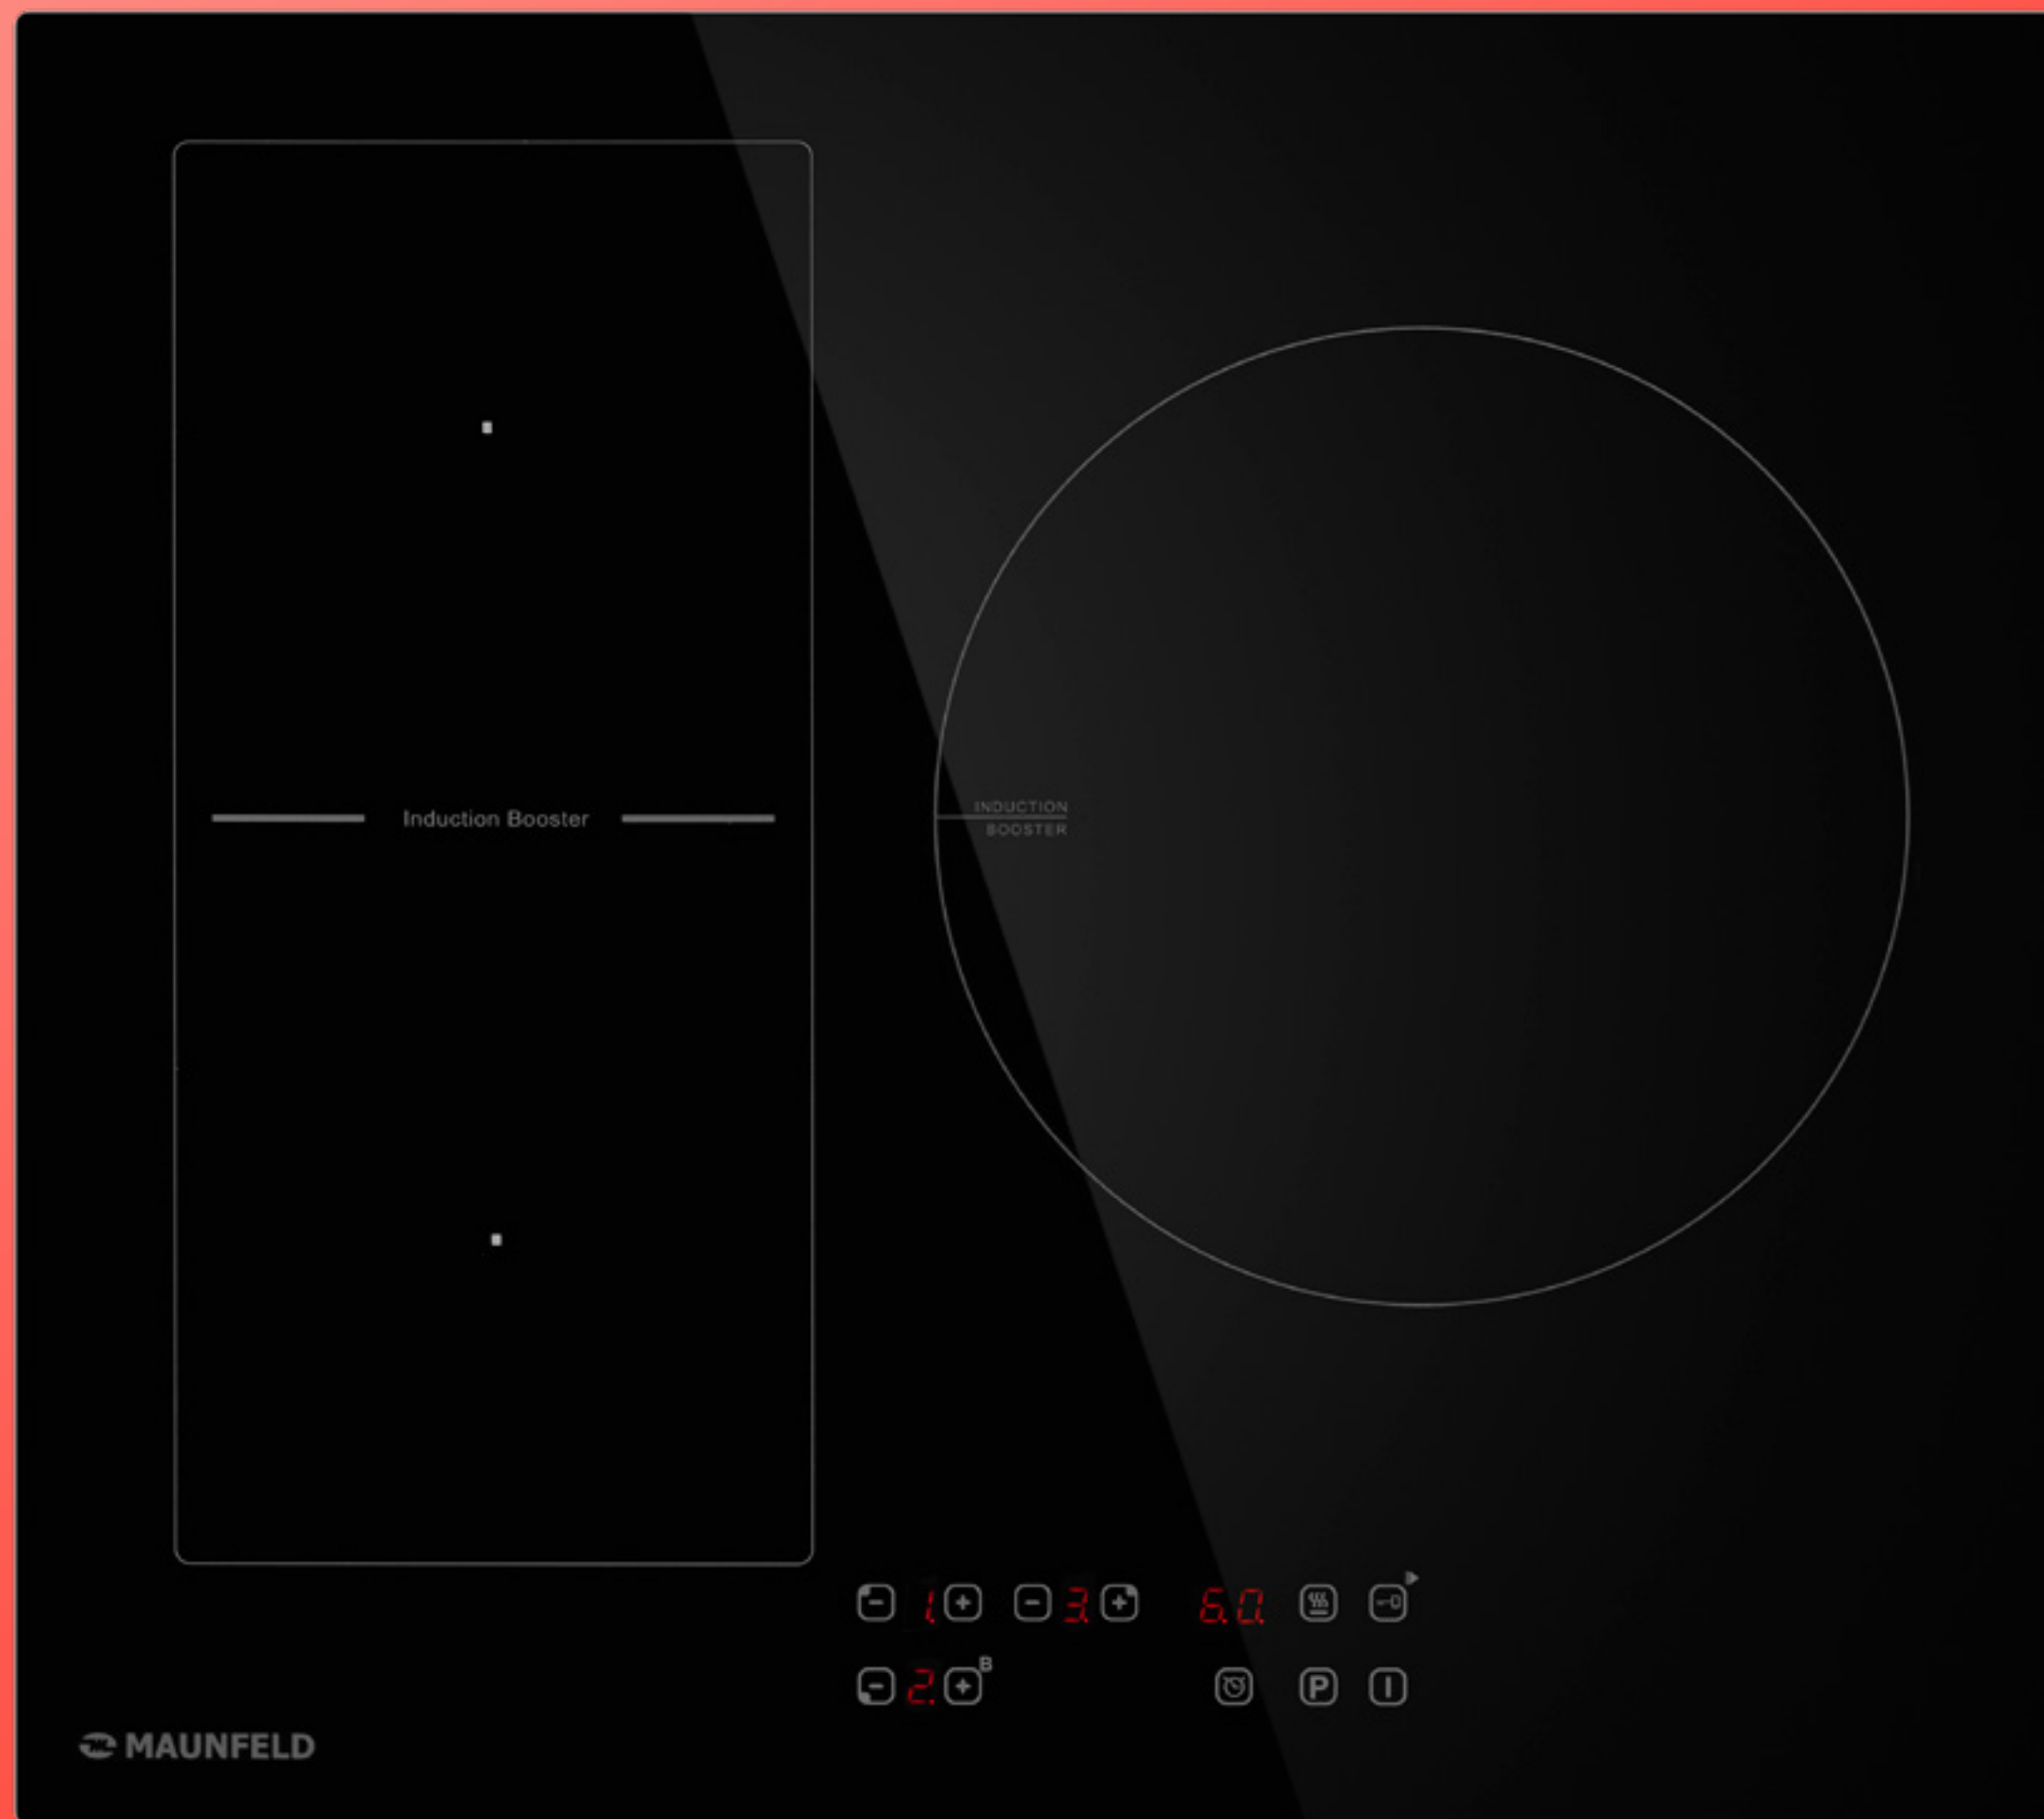 Induction Booster
INDUCTION
BOOSTER
- 1. + - 3. + 6.0.
B
- 2. + P I
MAUNFELD